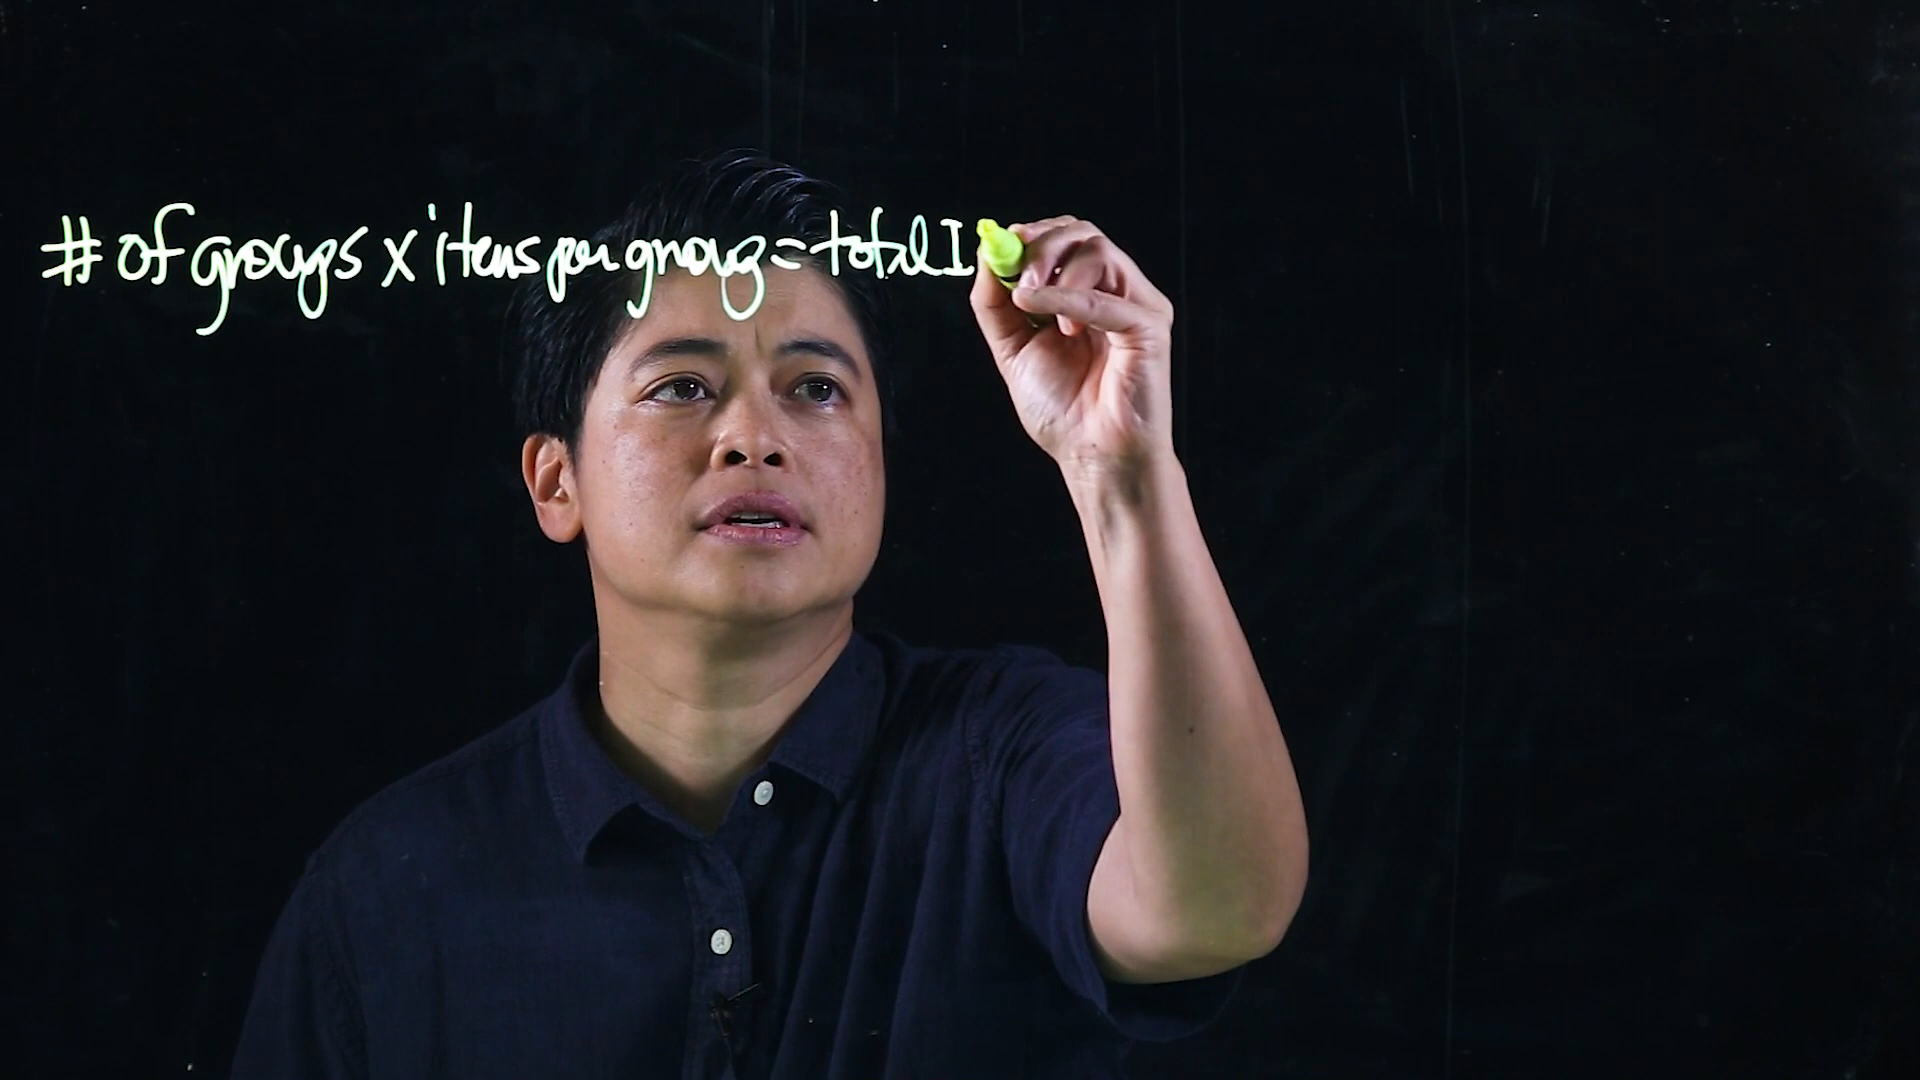 # of groups x items per group = total I